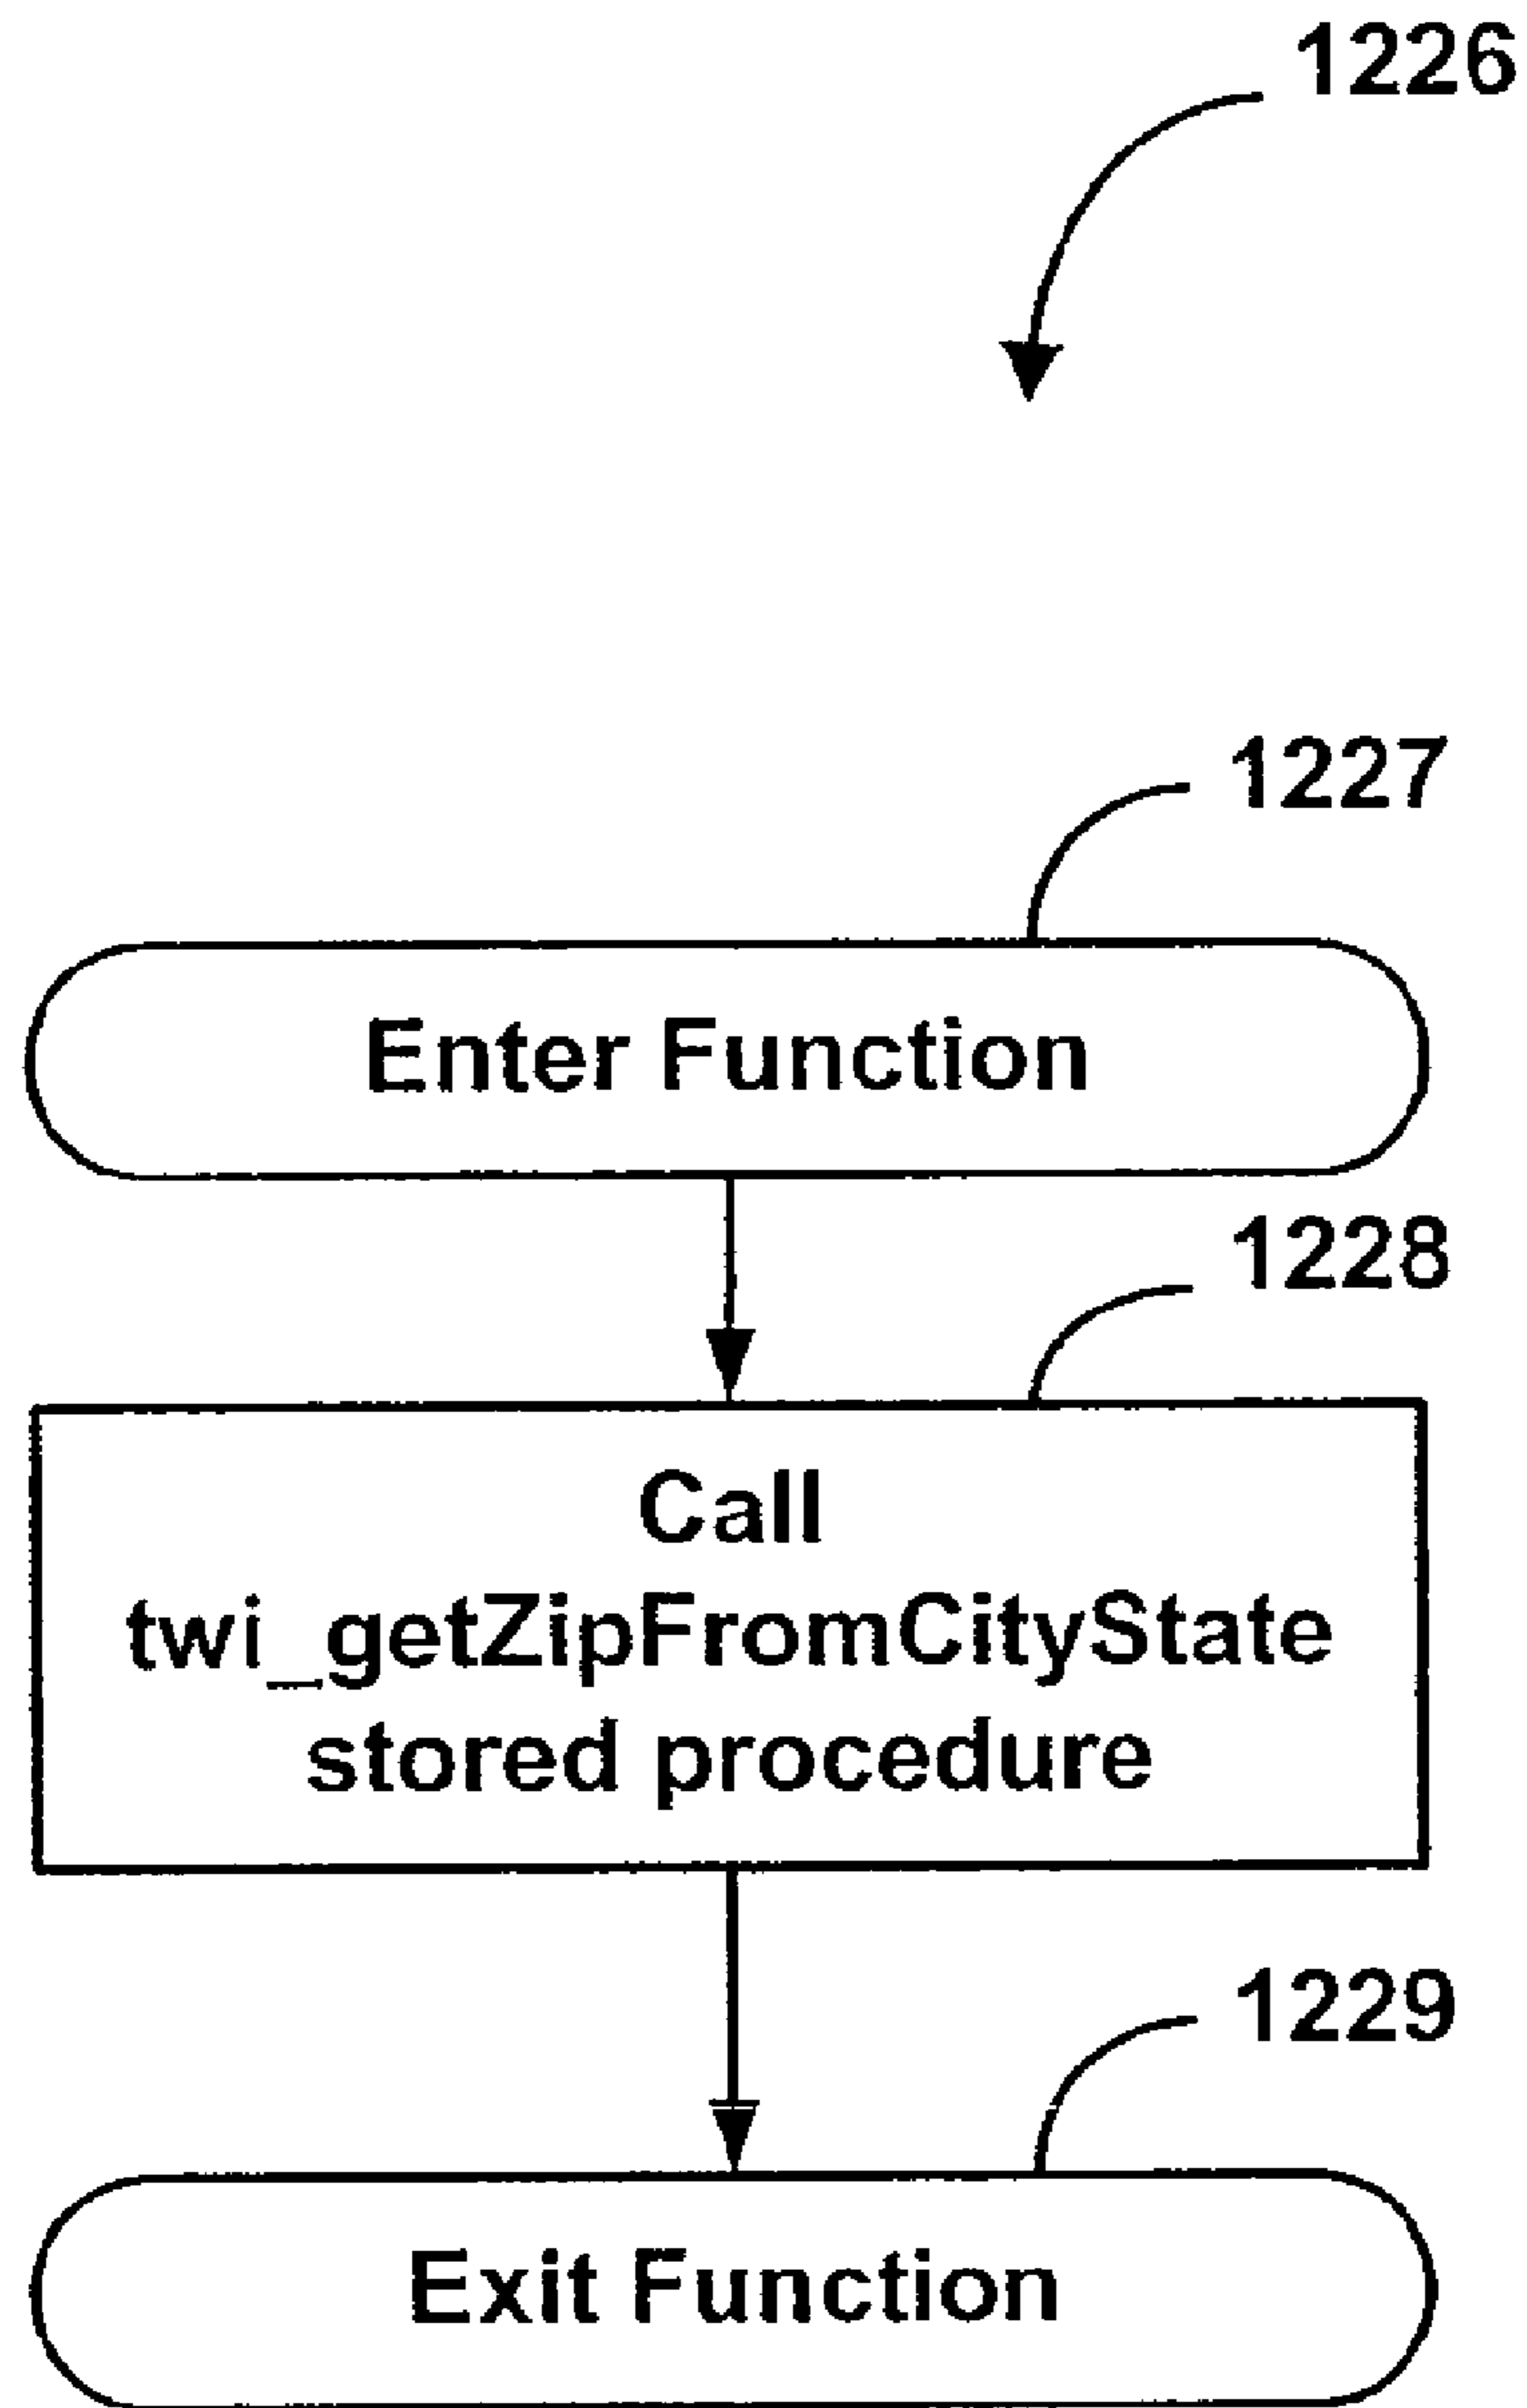 1226
1227
Enter Function
1228
Call
twi_getZipFromCityState
stored procedure
1229
Exit Function